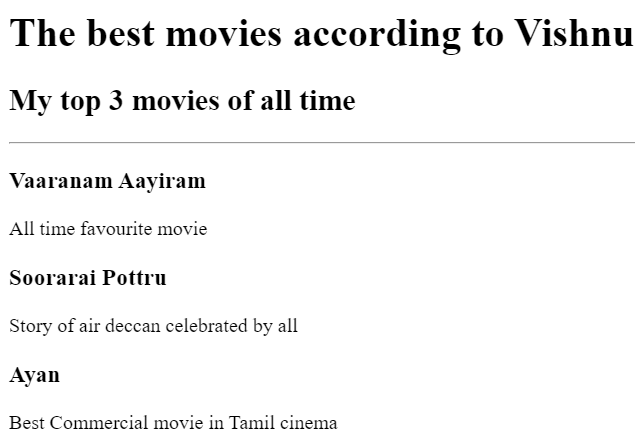 The best movies according to Vishnu
My top 3 movies of all time
Vaaranam Aayiram
All time favourite movie
Soorarai Pottru
Story of air deccan celebrated by all
Ayan
Best Commercial movie in Tamil cinema